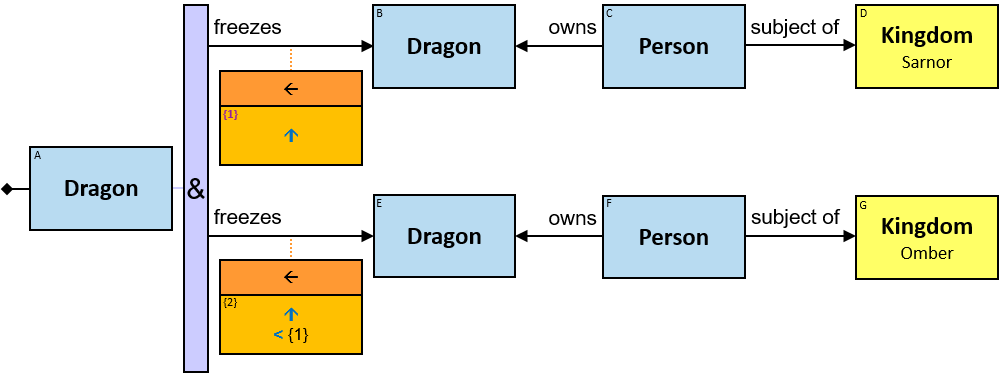 freezes
B
Dragon
owns
C
Person
subject of
D
Kingdom
Sarnor
←
{1}
↑
A
Dragon
&
freezes
E
Dragon
owns
F
Person
subject of
G
Kingdom
Omber
←
{2}
↑
< {1}